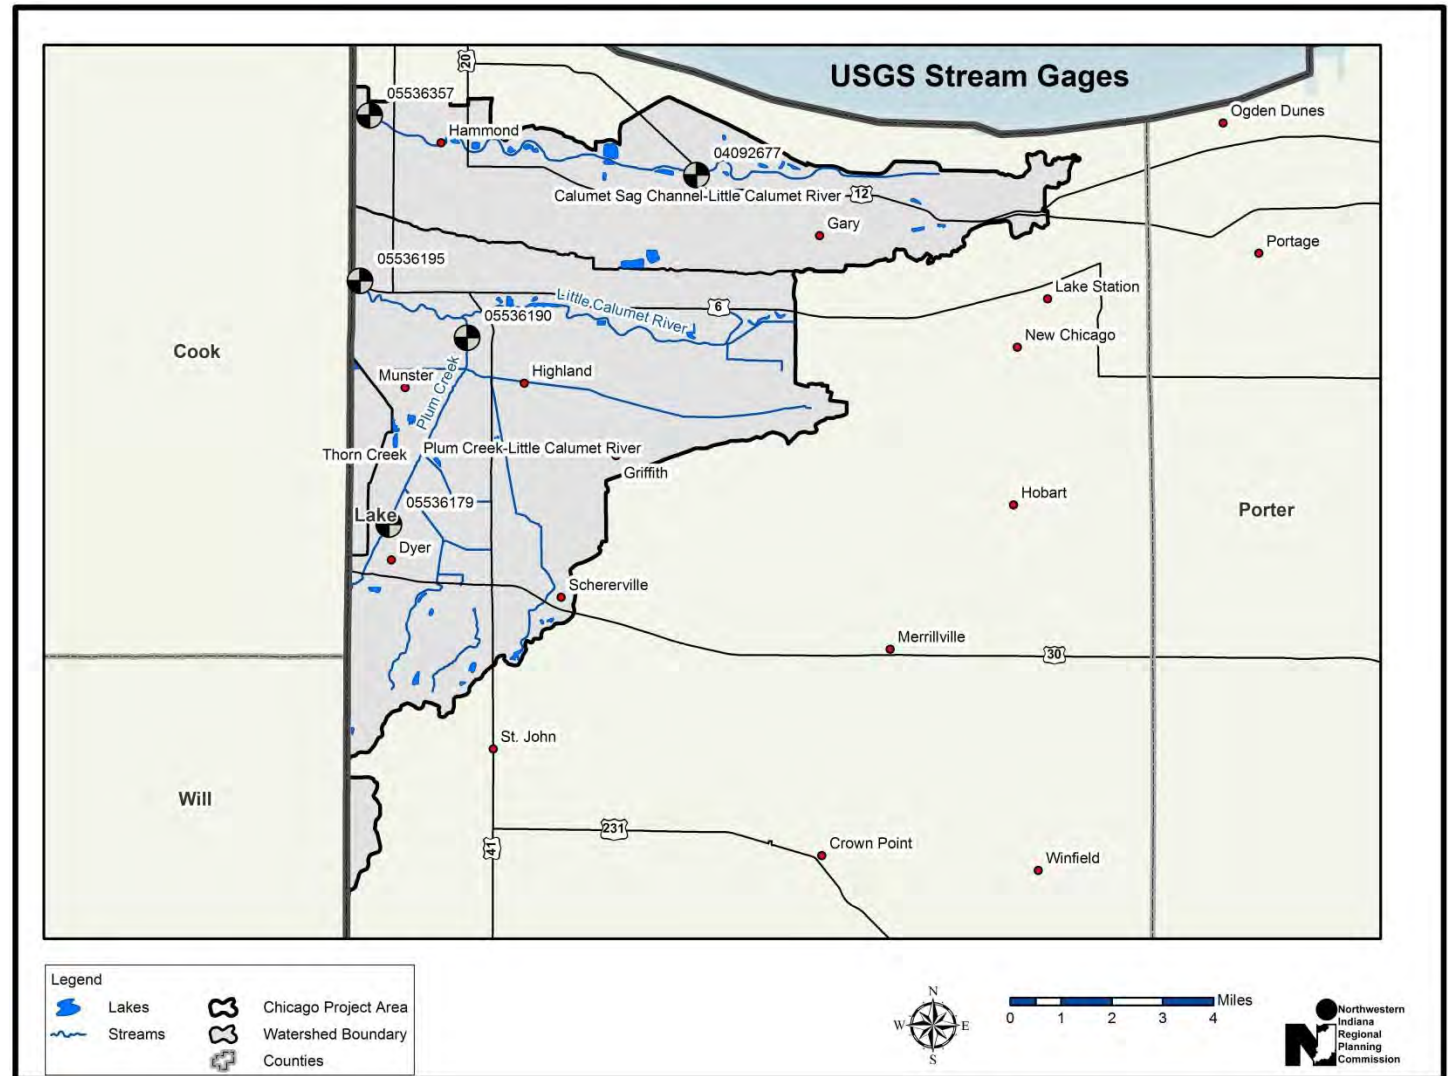 USGS Stream Gages
20
05536357
Ogden Dunes
Hammond
04092677
Calumet Sag Channel-Little Calumet River
12
Gary
Portage
05536195
Lake Station
Little Calumet River
6
05536190
New Chicago
Cook
Munster
Plum Creek
Highland
Thorn Creek
Plum Creek-Little Calumet River
Griffith
05536179
Hobart
Lake
Porter
Dyer
Schererville
Merrillville
30
St. John
Will
231
41
Crown Point
Winfield
Legend
Lakes
Streams
Chicago Project Area
Watershed Boundary
Counties
N
W
E
S
Miles
0 1 2 3 4
Northwestern
Indiana
Regional
Planning
Commission